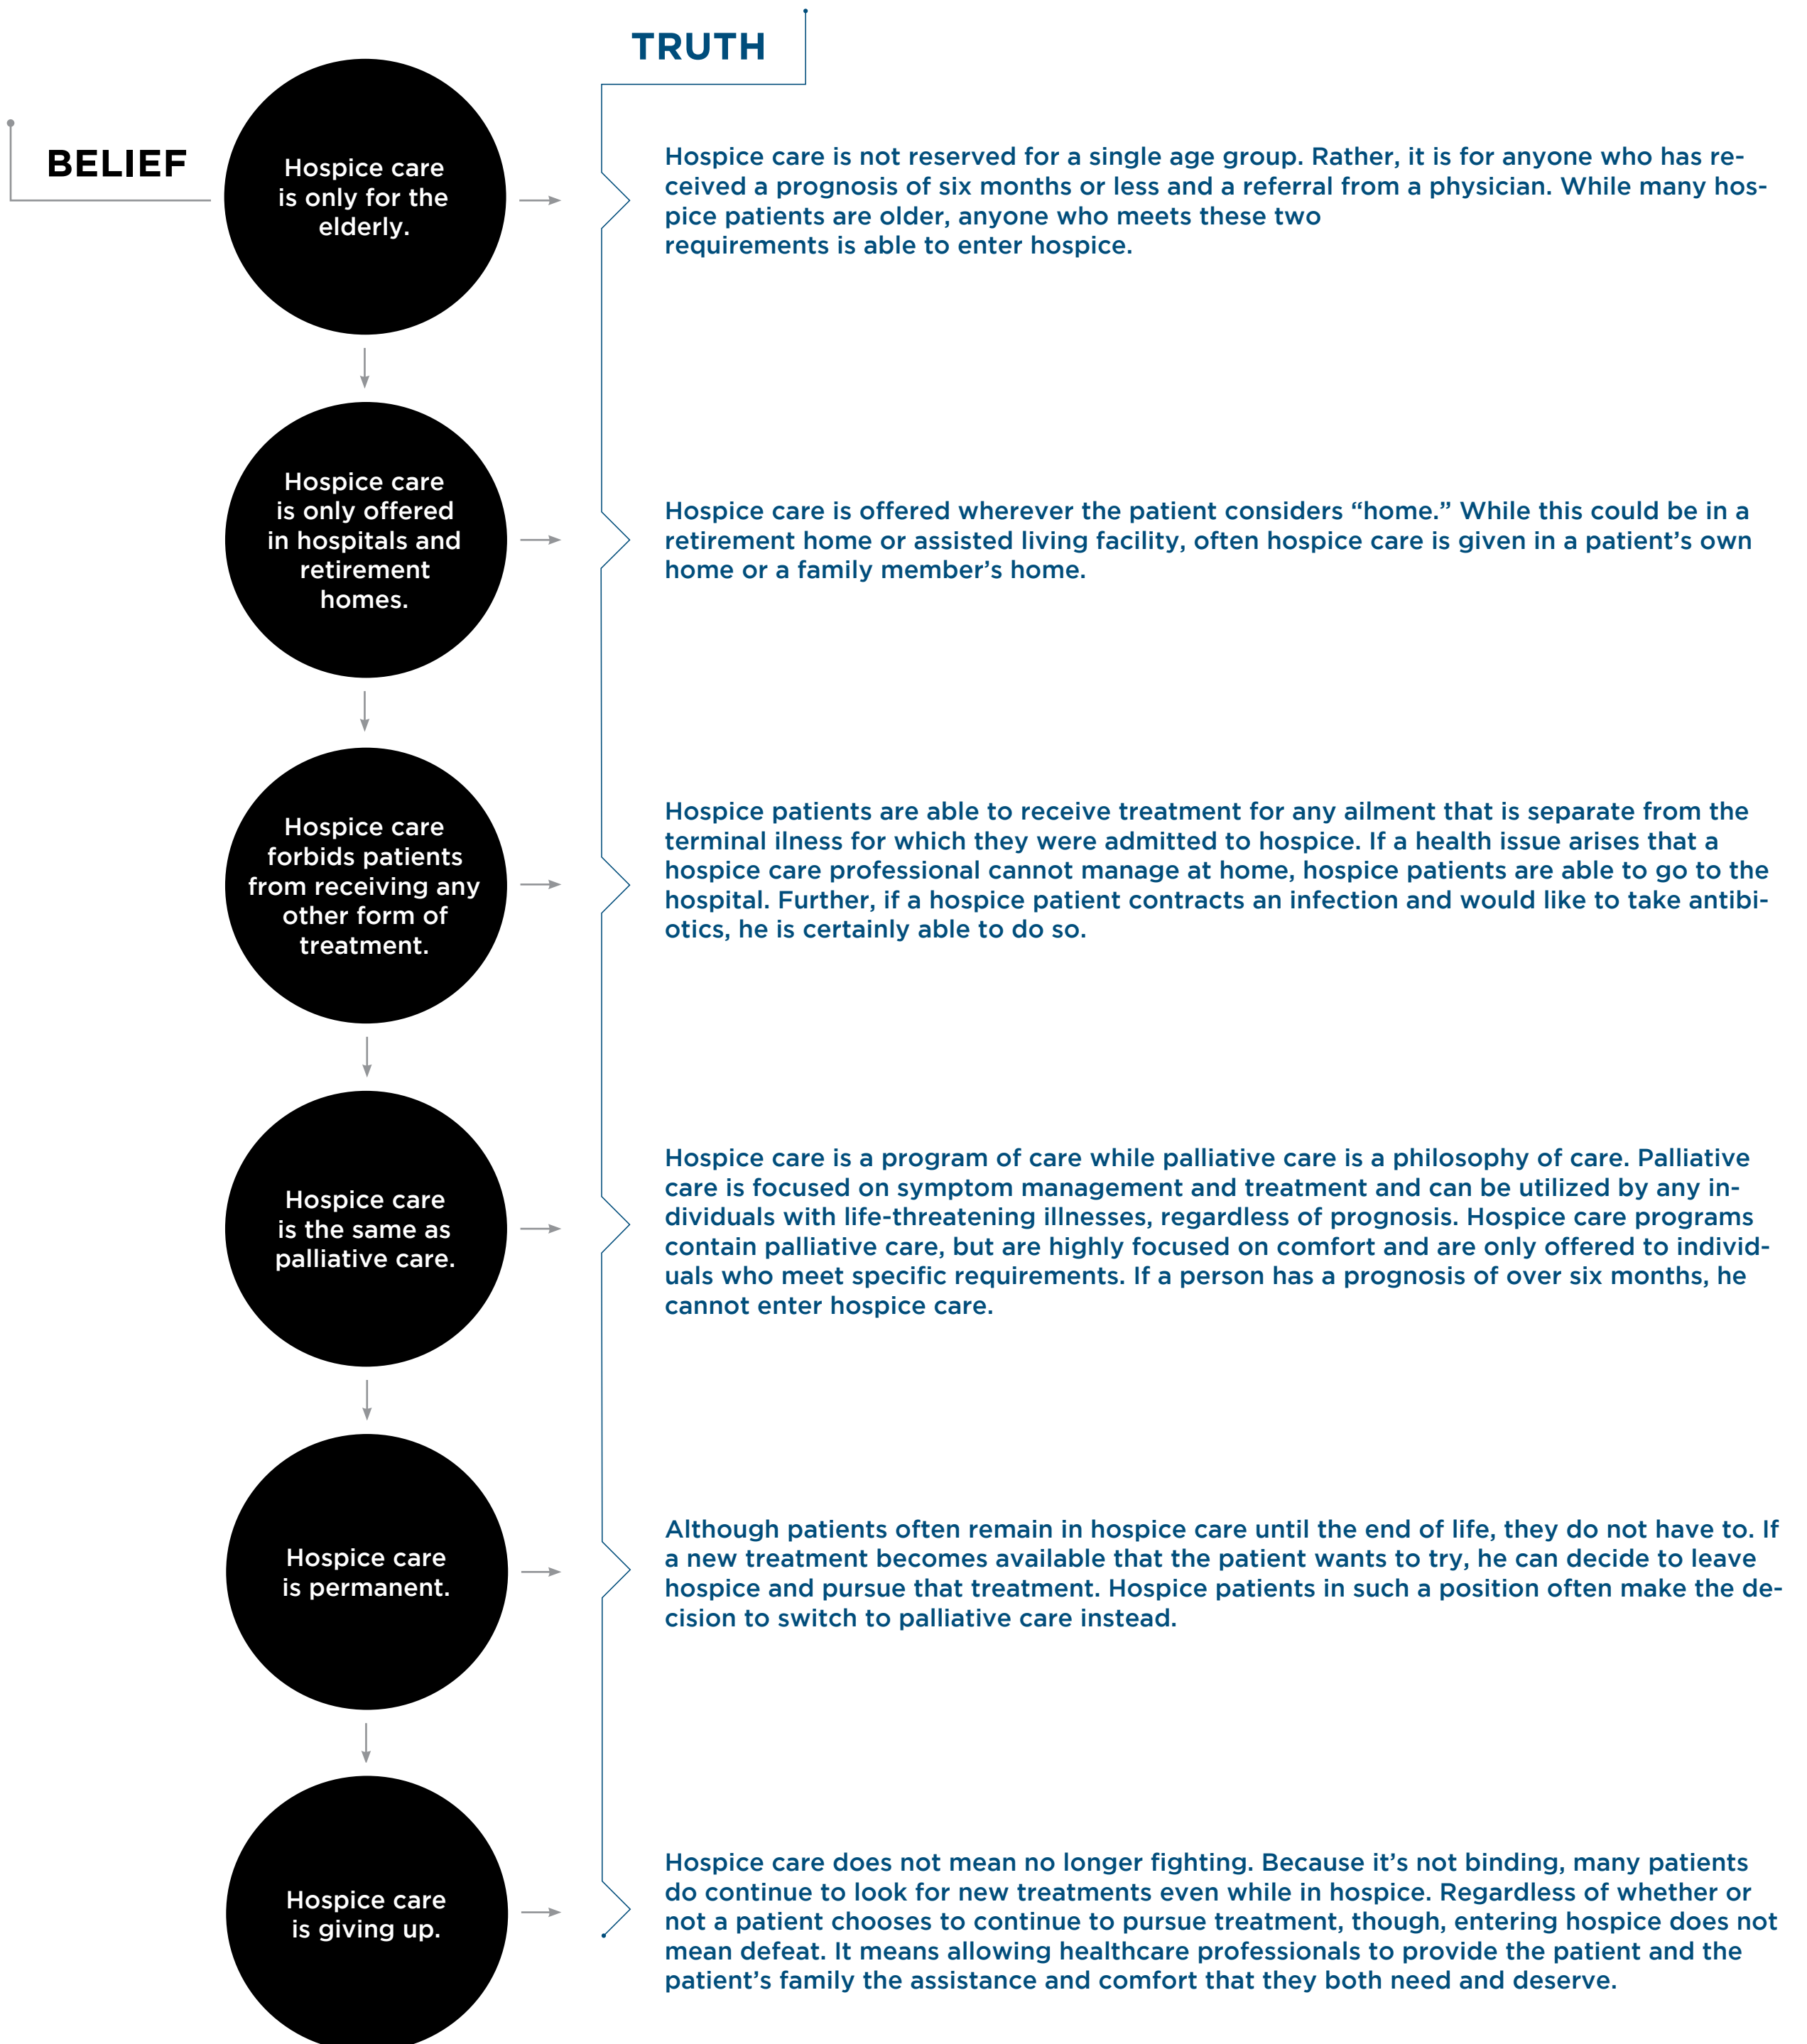 TRUTH
BELIEF
Hospice care
is only for the
elderly.
Hospice care is not reserved for a single age group. Rather, it is for anyone who has re-
ceived a prognosis of six months or less and a referral from a physician. While many hos-
pice patients are older, anyone who meets these two
requirements is able to enter hospice.
Hospice care
is only offered
in hospitals and
retirement
homes.
Hospice care is offered wherever the patient considers “home.” While this could be in a
retirement home or assisted living facility, often hospice care is given in a patient’s own
home or a family member’s home.
Hospice care
forbids patients
from receiving any
other form of
treatment.
Hospice patients are able to receive treatment for any ailment that is separate from the
terminal ilness for which they were admitted to hospice. If a health issue arises that a
hospice care professional cannot manage at home, hospice patients are able to go to the
hospital. Further, if a hospice patient contracts an infection and would like to take antibi-
otics, he is certainly able to do so.
Hospice care
is the same as
palliative care.
Hospice care is a program of care while palliative care is a philosophy of care. Palliative
care is focused on symptom management and treatment and can be utilized by any in-
dividuals with life-threatening illnesses, regardless of prognosis. Hospice care programs
contain palliative care, but are highly focused on comfort and are only offered to individ-
uals who meet specific requirements. If a person has a prognosis of over six months, he
cannot enter hospice care.
Hospice care
is permanent.
Although patients often remain in hospice care until the end of life, they do not have to. If
a new treatment becomes available that the patient wants to try, he can decide to leave
hospice and pursue that treatment. Hospice patients in such a position often make the de-
cision to switch to palliative care instead.
Hospice care
is giving up.
Hospice care does not mean no longer fighting. Because it’s not binding, many patients
do continue to look for new treatments even while in hospice. Regardless of whether or
not a patient chooses to continue to pursue treatment, though, entering hospice does not
mean defeat. It means allowing healthcare professionals to provide the patient and the
patient’s family the assistance and comfort that they both need and deserve.